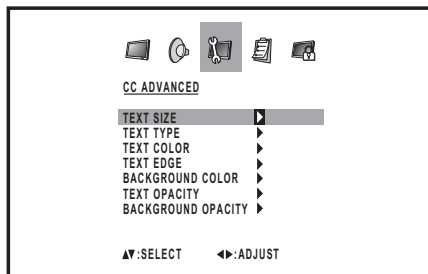 CC ADVANCED
TEXT SIZE
TEXT TYPE
TEXT COLOR
TEXT EDGE
BACKGROUND COLOR
TEXT OPACITY
BACKGROUND OPACITY
▲▼:SELECT ◀▶:ADJUST